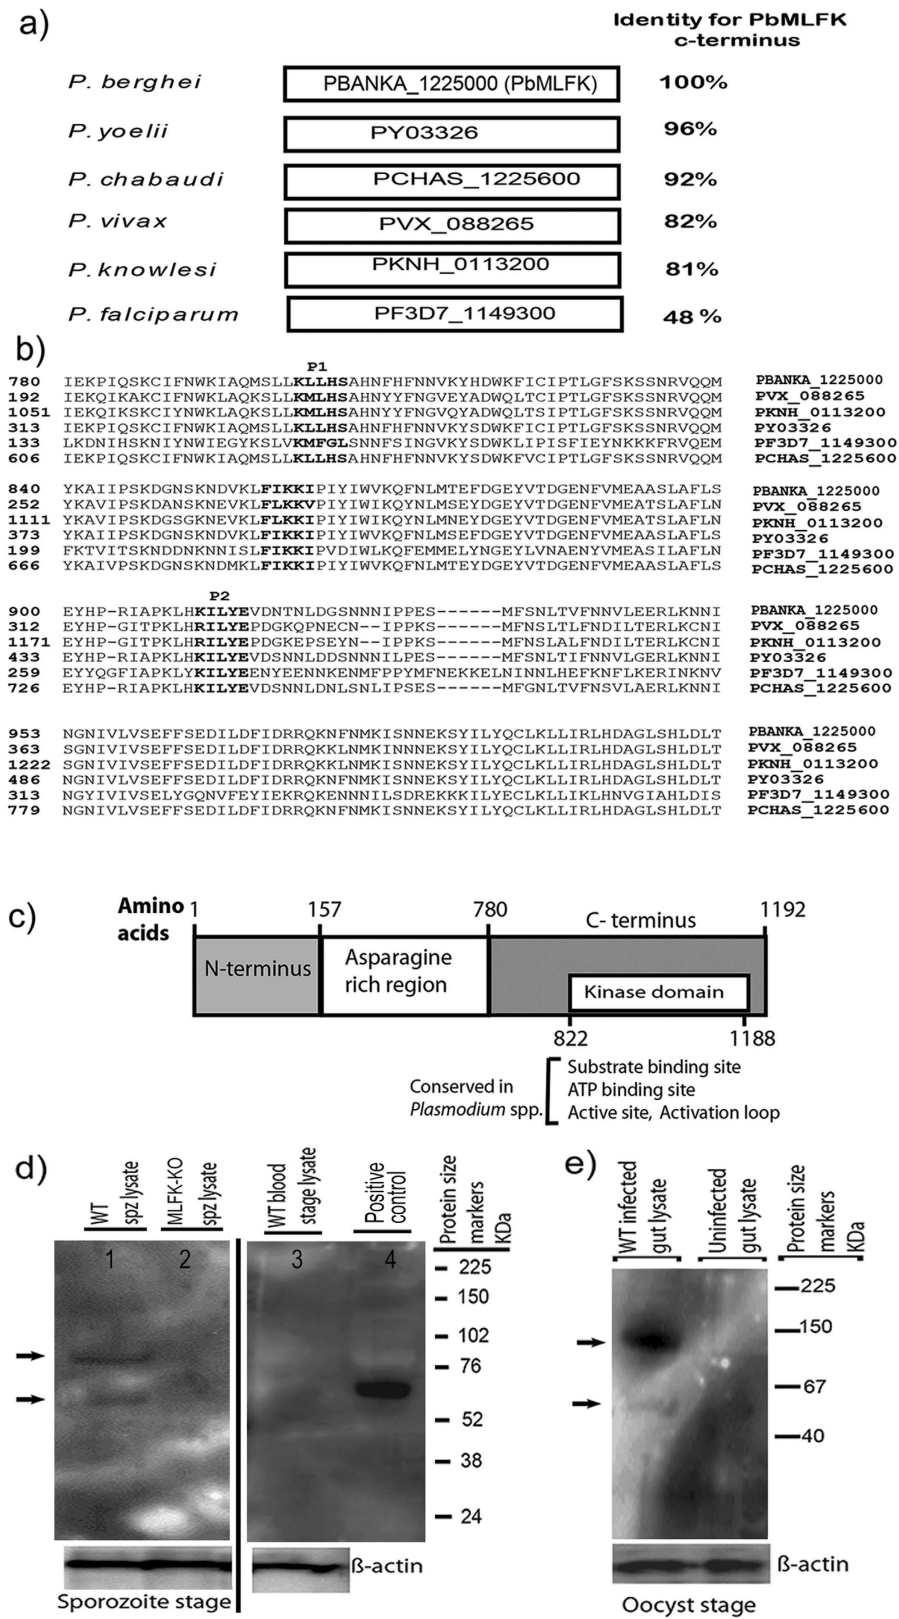 a)
Identity for PbMLFK
c-terminus
P. berghei PBANKA_1225000 (PbMLFK) 100%
P. yoelii PY03326 96%
P. chabaudi PCHAS_1225600 92%
P. vivax PVX_088265 82%
P. knowlesi PKNH_0113200 81%
P. falciparum PF3D7_1149300 48 %
b)
P1
780 IEKPIQSKCIFNWKIAQMSLLKLLHSAHNFHFNNVKYHDWKFICIPTLGFSKSSNRVQQM PBANKA_1225000
192 IEKQIKAKCIFNWKLAQKSLLKMLHSAHNYYFNGVEYADWQLTCIPTLGFSKSSNRVQQM PVX_088265
1051 IEKQIKSKCIYNWKIAQKSLLKMLHSAHNYYFNGVQYADWQLTSIPTLGFSKSSNRVQQM PKNH_0113200
313 IEKPIQSKCIFNWKIAQMSLLKLLHSAHNFHFNNVKYHDWKFICIPTLGFSKSSNRVQQM PY03326
133 LKDNIHSKNIYNWIEGYKSLVKMFGLSNNFSINGVKYSDWKLIPISFIEYNKKKFRVQEM PF3D7_1149300
606 IEKPIQSKCIFNWKIAQMSLLKLLHSAHNFHFNNVKYHDWKFVCIPTLGFSKSSNRVQQM PCHAS_1225600
840 YKAIIPSKDGNSKNDVKLFIKKIPIYIWVKQFNLMTEFDGEYVTDGENFVMEAASLAFLS PBANKA_1225000
252 YKAVIPSKDANSKNEVKLFLKKVPIYIWVKQFNLMSEYDGEYVTDGENFVMEAASLAFLN PVX_088265
1111 YKAVIPSKDGSGKNEVKLFLKKIPIYIWVKQYNLMNEYDGEYVTDGENFVMEATSLAFLN PKNH_0113200
373 YKAIIPSKDGNSKNDVKLFIKKIPIYIWVKQFNLMTEFDGEYVTDGENFVMEAASLAFLS PY03326
199 FKTVITSKNDDNKNNISLFIKKIPVDIWLKQFEMMELYNGEYLVNAENYVMEASILAFLN PF3D7_1149300
666 YKAIVPSKDGNSKNDMKLFIKKIPIYIWVKQFNLMTEFDGEYVTDGENFVMEAASLAFLS PCHAS_1225600
P2
900 EYHP-RIAPKLHKILYEVDNTNLDGSNNNIPPES------MFSNLTVFNNVLEERLKNNI PBANKA_1225000
312 EYHP-GITPKLHRILYEPDGKQPNECN--IPPKS------MFSNLTLFNDILTERLKCNI PVX_088265
1171 EYHP-GITPKLHRILYEPDGKEPSEYN--IPPKS------MFNSLALFNDILTERLKCNI PKNH_0113200
433 EYHP-RIAPKLHKILYEVDSNNLDDSNNNILPES------MFSNLTIFNNVLGERLKNNI PY03326
259 EYYQGFIAPKLYKILYEENYEENNKENMFPPYMFNEKKELNINNLHEFKNFLKERINKNV PF3D7_1149300
726 EYHP-RIAPKLHKILYEVDSNNLDNLSNLIPSES------MFGNLTVFNSVLAERLKNNI PCHAS_1225600
953 NGNIVLVSEFFSEDILDFIDRRQKNFNMKISNNEKSYILYQCLKLLIRLHDAGLSHLDLT PBANKA_1225000
363 NGNIVLVSEFFSEDILDFIDRRQKKLNMKISNNEKSYILYQCLKLLIRLHDAGLSHLDLT PVX_088265
1222 SGNIVLVSEFFSEDILDFIDRRQKKFNMKISNNEKSYILYQCLKLLIRLHDAGLSHLDLT PKNH_0113200
486 NGNIVLVSEFFSEDILDFIDRRQKNFNMKISNNEKSYILYQCLKLLIRLHDAGLSHLDLT PY03326
313 NGYIVIVSELYGQNVFEYIEKRQKENNNILSDREKKKILYECLKLLIKLHNVGIAHLDIS PF3D7_1149300
779 NGNIVLVSEFFSEDILDFIDRRQKNFNMKISNNEKSYILYQCLKLLIRLHDAGLSHLDLT PCHAS_1225600
c)
Amino acids 1 157 780 1192
C- terminus
N-terminus
Asparagine
rich region
Kinase domain
822 1188
Conserved in
Plasmodium spp.
Substrate binding site
ATP binding site
Active site, Activation loop
d)
WT
spz lysate
MLFK-KO
spz lysate
WT blood
stage lysate
Positive
control
Protein size
markers
KDa
1 2 3 4
225
150
102
76
52
38
24
ß-actin
Sporozoite stage
e)
WT infected
gut lysate
Uninfected
gut lysate
Protein size
markers
KDa
225
150
67
40
ß-actin
Oocyst stage